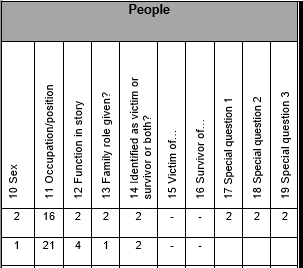 People
10 Sex
11 Occupation/position
12 Function in story
13 Family role given?
14 Identified as victim or
survivor or both?
15 Victim of...
16 Survivor of...
17 Special question 1
18 Special question 2
19 Special question 3
2 16 2 2 2 - - 2 2 2
1 21 4 1 2 - -